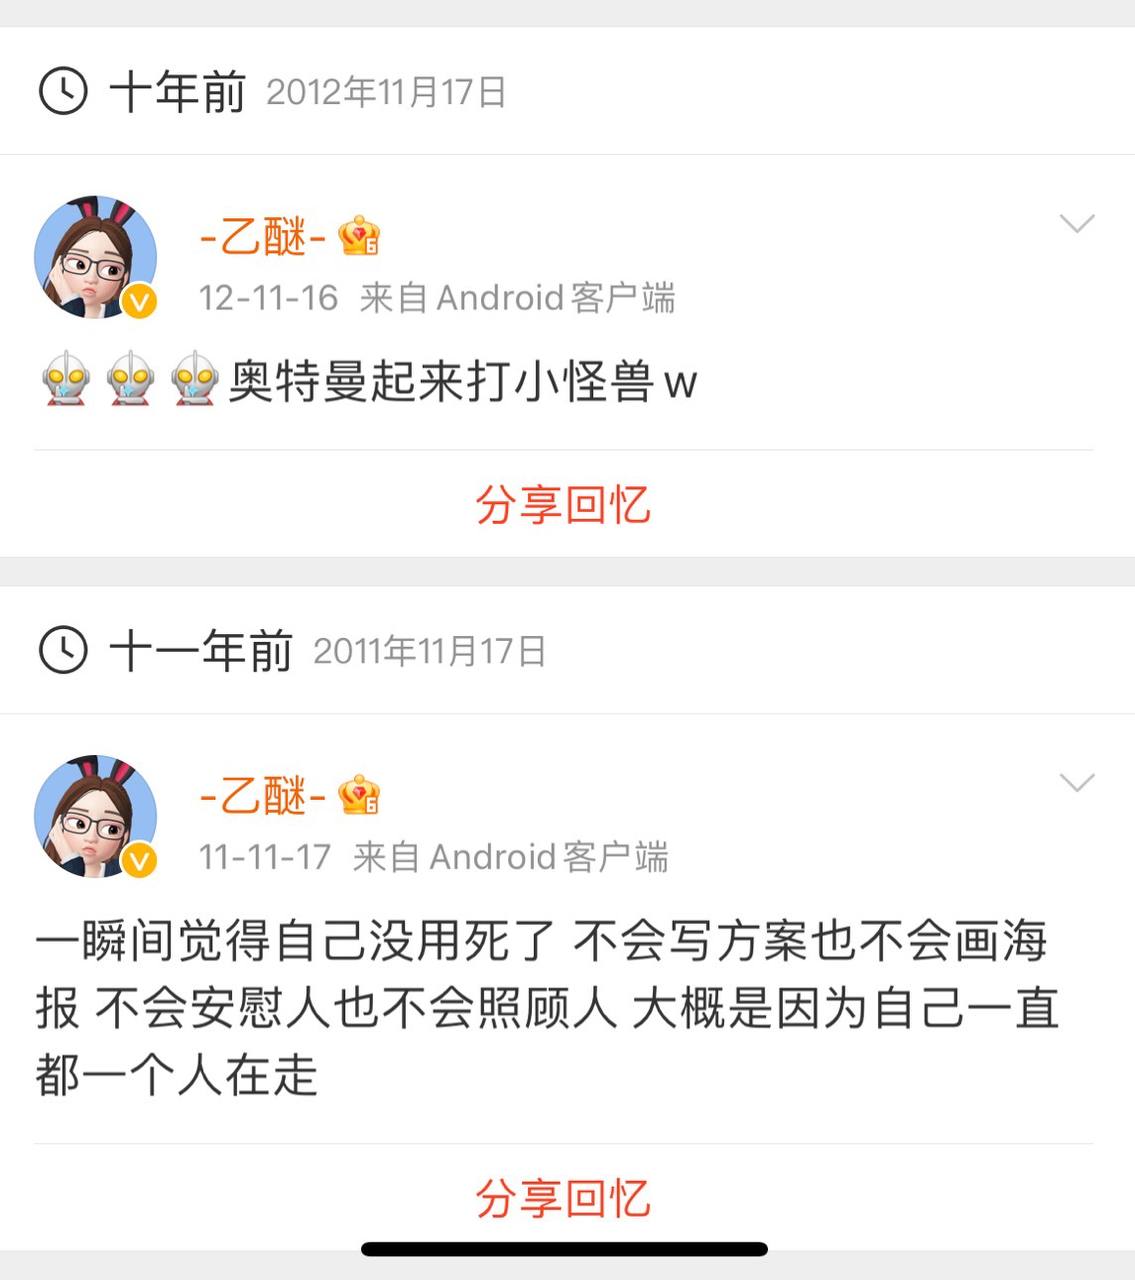 十年前 2012年11月17日
-乙醚-
12-11-16 来自Android客户端
奥特曼起来打小怪兽w
分享回忆
十一年前 2011年11月17日
-乙醚-
11-11-17 来自Android客户端
一瞬间觉得自己没用死了 不会写方案也不会画海
报 不会安慰人也不会照顾人 大概是因为自己一直
都一个人在走
分享回忆